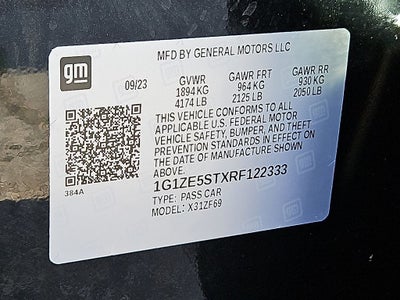 gm
MFD BY GENERAL MOTORS LLC
09/23 GVWR GAWR FRT GAWR RR
1894 KG 964 KG 930 KG
4174 LB 2125 LB 2050 LB
THIS VEHICLE CONFORMS TO ALL
APPLICABLE U.S. FEDERAL MOTOR
VEHICLE SAFETY, BUMPER, AND THEFT
PREVENTION STANDARDS IN EFFECT ON
THE DATE OF MANUFACTURE SHOWN
ABOVE.
384A
1G1ZE5STXRF122333
TYPE: PASS CAR
MODEL: X31ZF69